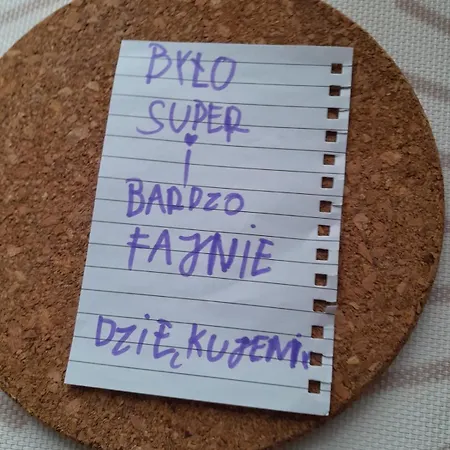 BYŁO
SUPER
i
BARDZO
FAJNIE
DZIĘKUJEMY